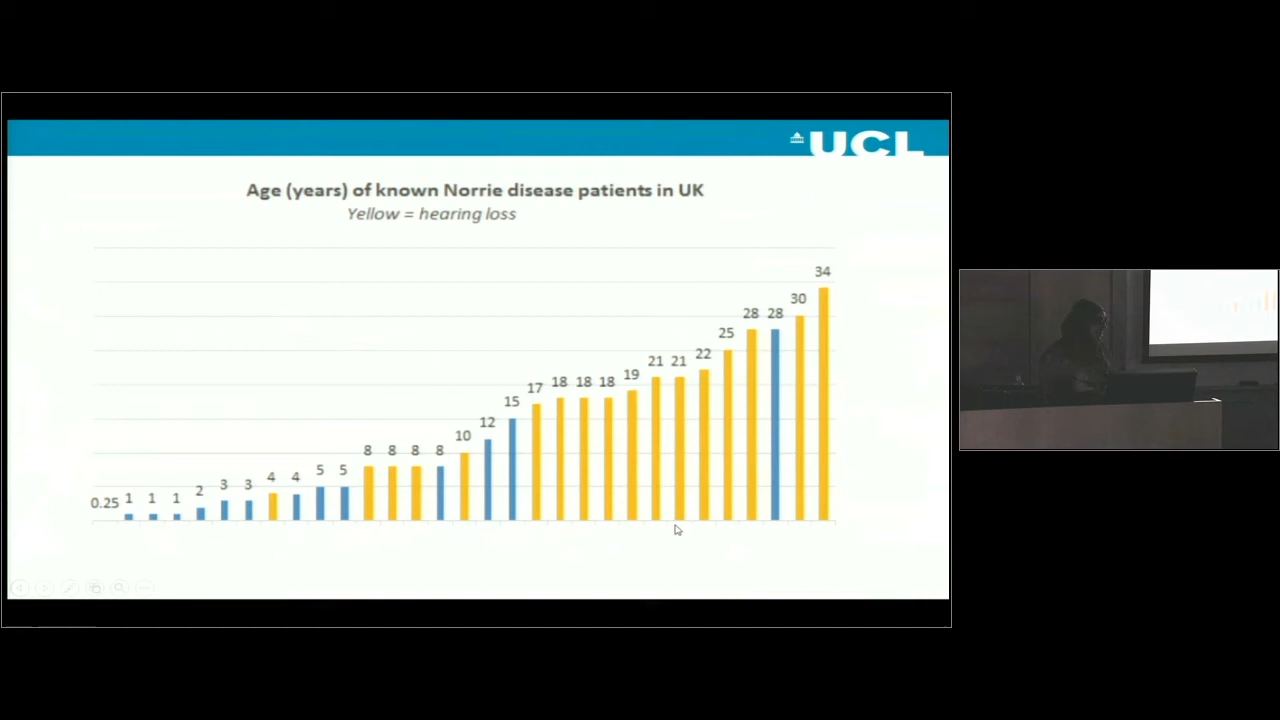 UCL
Age (years) of known Norrie disease patients in UK
Yellow = hearing loss
0.25 1 1 1 2 3 3 4 4 5 5 8 8 8 8 10 12 15 17 18 18 18 19 21 21 22 25 28 28 30 34